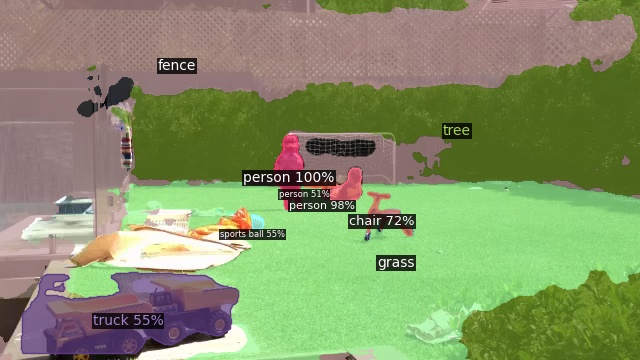 fence
tree
person 100%
person 51%
person 98%
chair 72%
sports ball 55%
grass
truck 55%